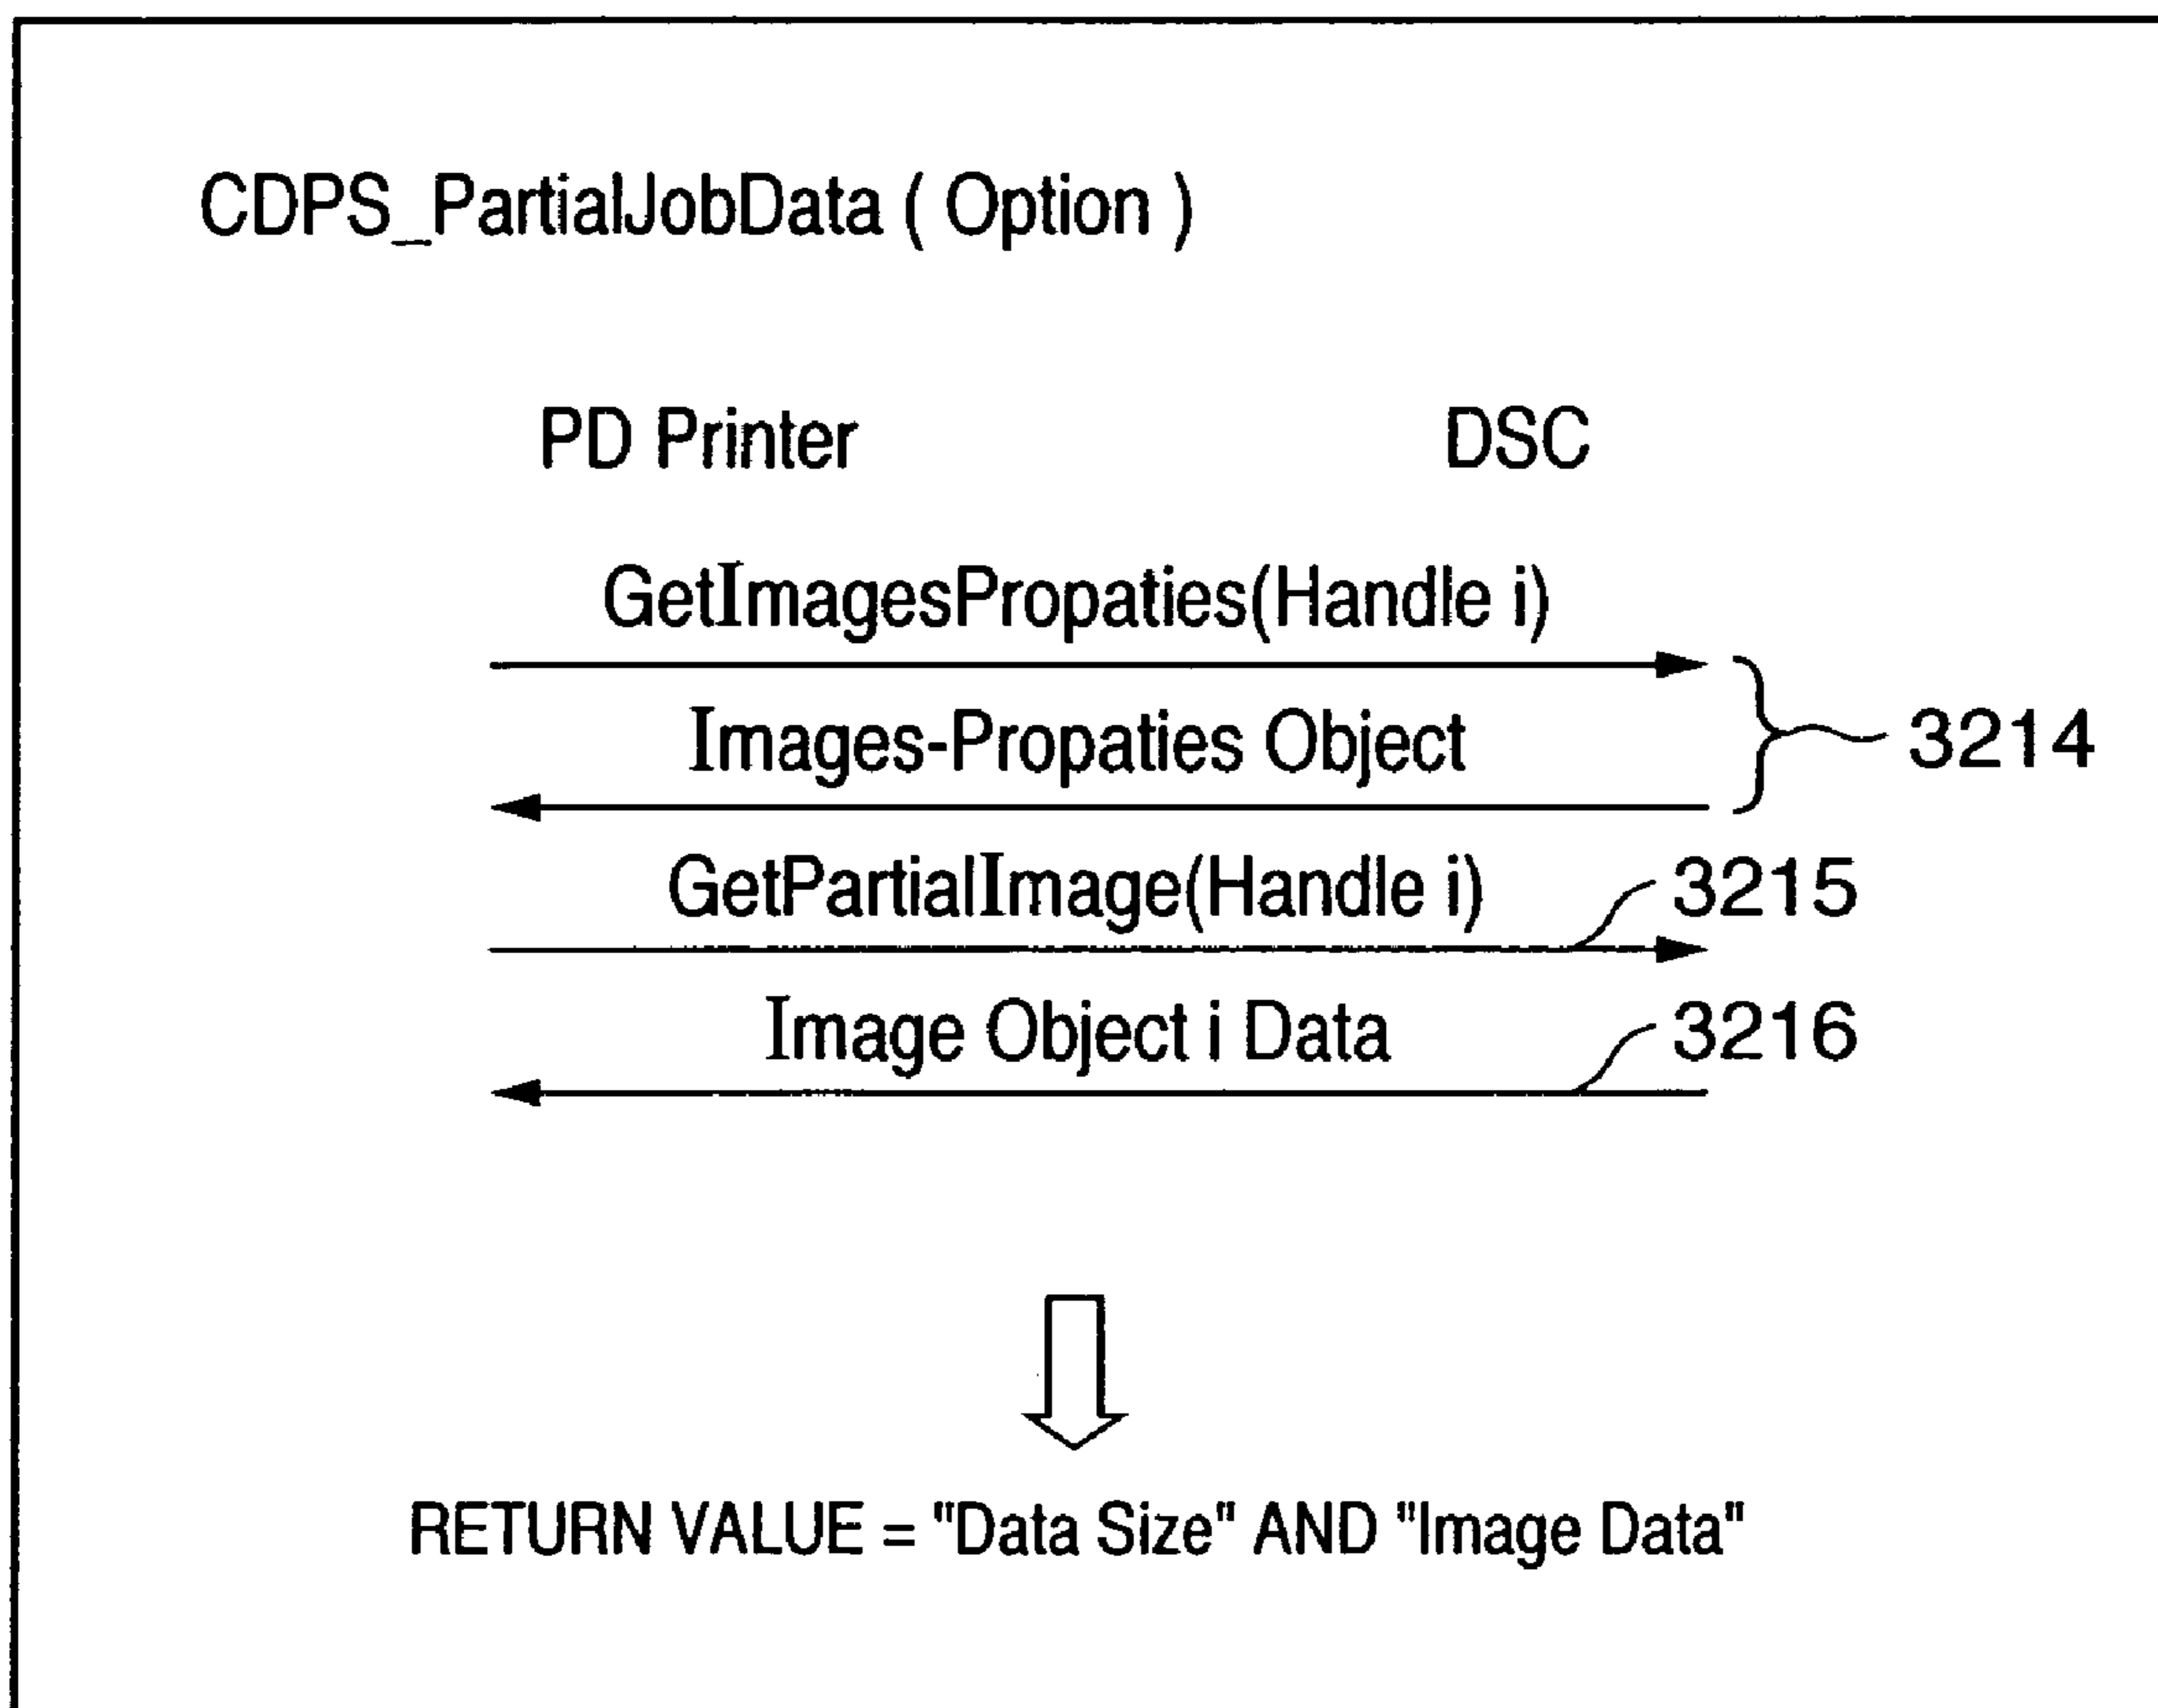 CDPS_PartialJobData ( Option )
PD Printer DSC
GetImagesPropaties(Handle i)
Images-Propaties Object
3214
GetPartialImage(Handle i)
3215
Image Object i Data
3216
RETURN VALUE = "Data Size" AND "Image Data"